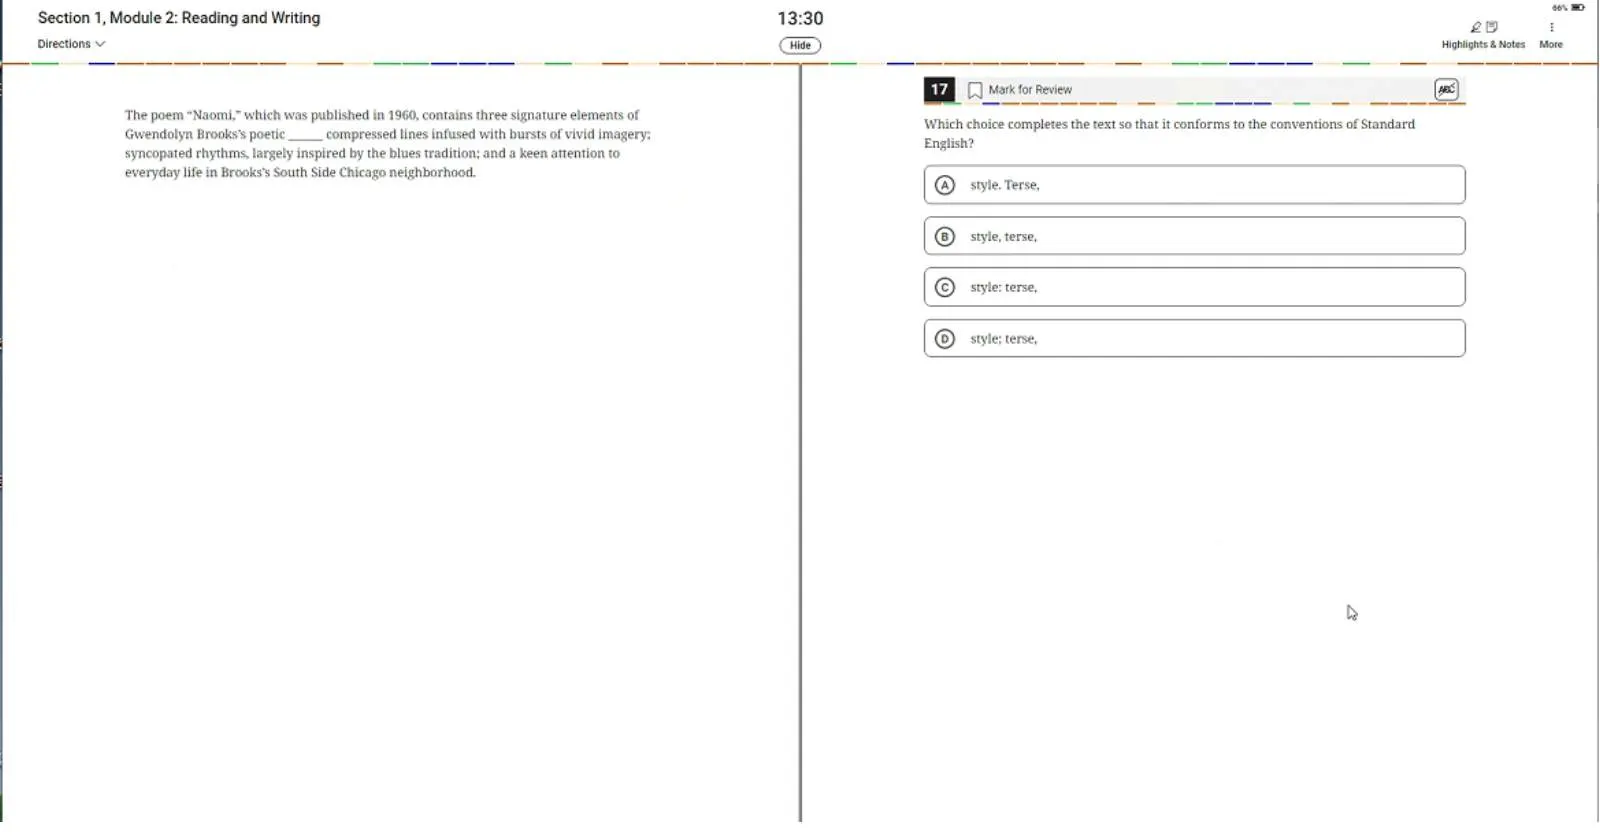 Section 1, Module 2: Reading and Writing
Directions
13:30
Hide
66%
Highlights & Notes
More
The poem “Naomi,” which was published in 1960, contains three signature elements of
Gwendolyn Brooks’s poetic ______ compressed lines infused with bursts of vivid imagery;
syncopated rhythms, largely inspired by the blues tradition; and a keen attention to
everyday life in Brooks’s South Side Chicago neighborhood.
17
Mark for Review
ABC
Which choice completes the text so that it conforms to the conventions of Standard
English?
A style. Terse,
B style, terse,
C style: terse,
D style; terse,